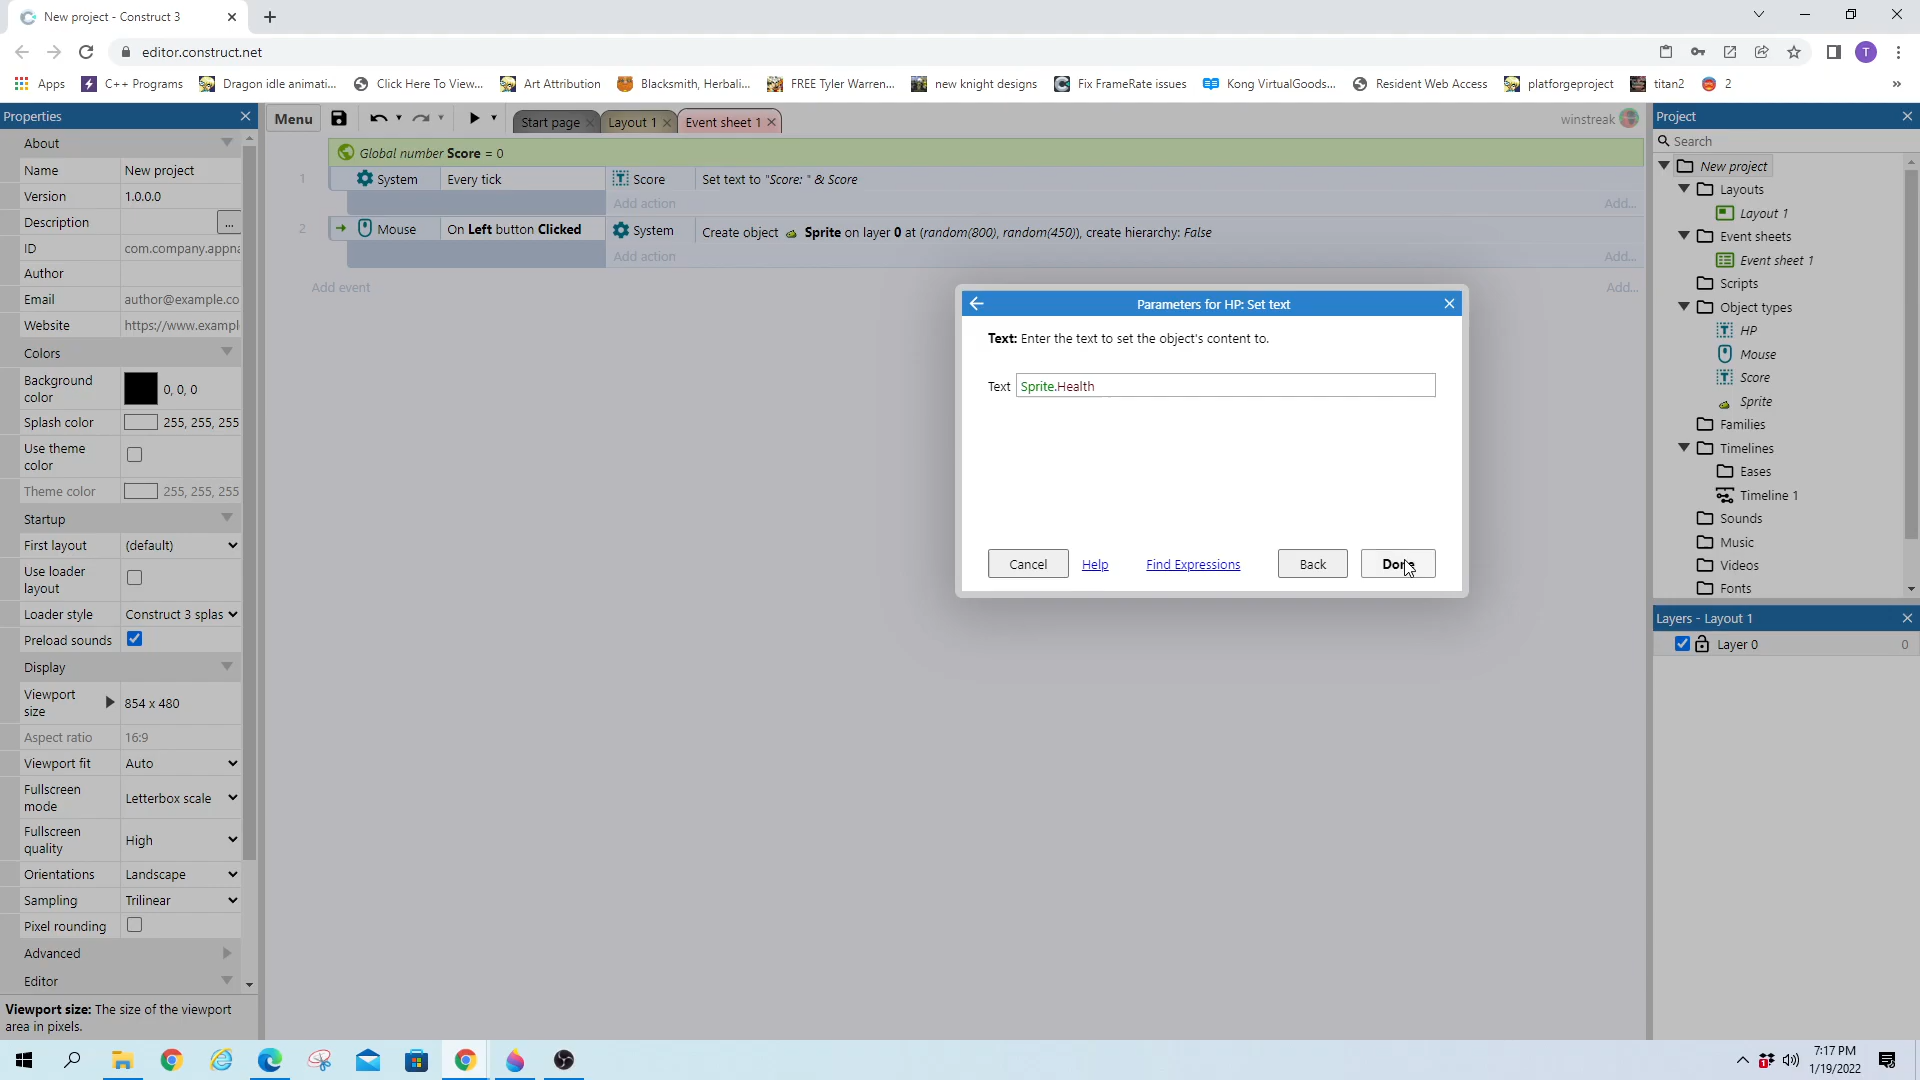 New project - Construct 3
editor.construct.net
T
Apps
C++ Programs
Dragon idle animati...
Click Here To View...
Art Attribution
Blacksmith, Herbali...
FREE Tyler Warren...
new knight designs
Fix FrameRate issues
Kong VirtualGoods...
Resident Web Access
platforgeproject
titan2
2
»
Properties
About
Name New project
Version 1.0.0.0
Description ...
ID com.company.appna
Author
Email author@example.co
Website https://www.exampl
Colors
Background color 0, 0, 0
Splash color 255, 255, 255
Use theme color
Theme color 255, 255, 255
Startup
First layout (default)
Use loader layout
Loader style Construct 3 splas
Preload sounds
Display
Viewport size 854 x 480
Aspect ratio 16:9
Viewport fit Auto
Fullscreen mode Letterbox scale
Fullscreen quality High
Orientations Landscape
Sampling Trilinear
Pixel rounding
Advanced
Editor
Viewport size: The size of the viewport
area in pixels.
Menu
Start page
Layout 1
Event sheet 1
winstreak
Global number Score = 0
1 System Every tick Score Set text to "Score: " & Score
Add action Add...
2 Mouse On Left button Clicked System Create object Sprite on layer 0 at (random(800), random(450)), create hierarchy: False
Add action Add...
Add event Add...
Parameters for HP: Set text
Text: Enter the text to set the object's content to.
Text Sprite.Health
Cancel Help Find Expressions Back Done
Project
Search
New project
Layouts
Layout 1
Event sheets
Event sheet 1
Scripts
Object types
HP
Mouse
Score
Sprite
Families
Timelines
Eases
Timeline 1
Sounds
Music
Videos
Fonts
Layers - Layout 1
Layer 0 0
7:17 PM
1/19/2022